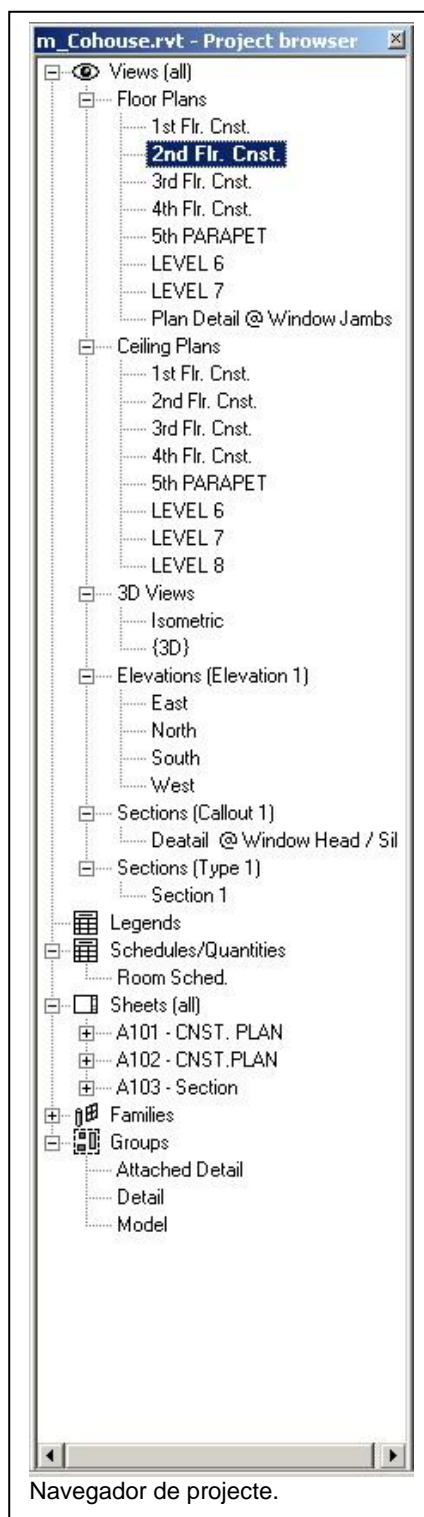 m_Cohouse.rvt - Project browser
Views (all)
Floor Plans
1st Flr. Cnst.
2nd Flr. Cnst.
3rd Flr. Cnst.
4th Flr. Cnst.
5th PARAPET
LEVEL 6
LEVEL 7
Plan Detail @ Window Jambs
Ceiling Plans
1st Flr. Cnst.
2nd Flr. Cnst.
3rd Flr. Cnst.
4th Flr. Cnst.
5th PARAPET
LEVEL 6
LEVEL 7
LEVEL 8
3D Views
Isometric
{3D}
Elevations (Elevation 1)
East
North
South
West
Sections (Callout 1)
Deatail @ Window Head / Sil
Sections (Type 1)
Section 1
Legends
Schedules/Quantities
Room Sched.
Sheets (all)
A101 - CNST. PLAN
A102 - CNST.PLAN
A103 - Section
Families
Groups
Attached Detail
Detail
Model
Navegador de projecte.